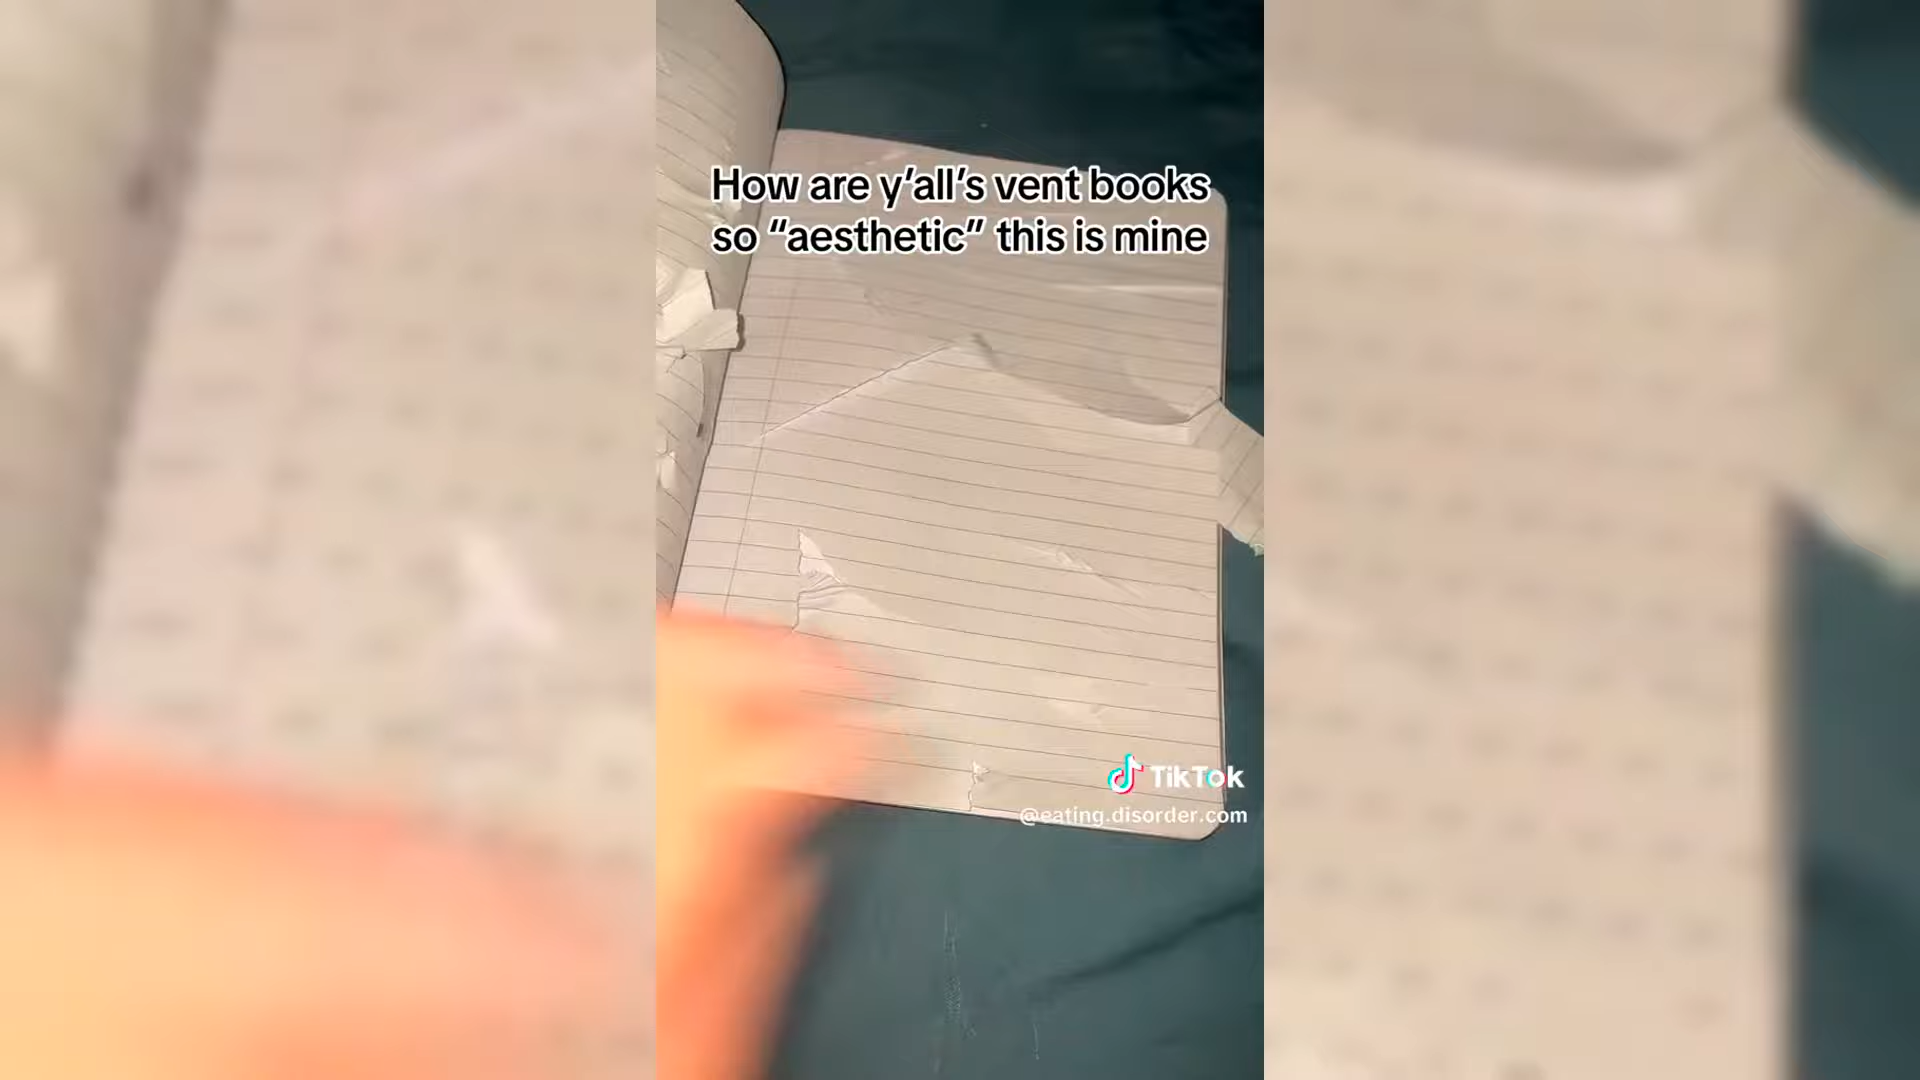 How are y’all’s vent books
so “aesthetic” this is mine
TikTok
@eating.disorder.com